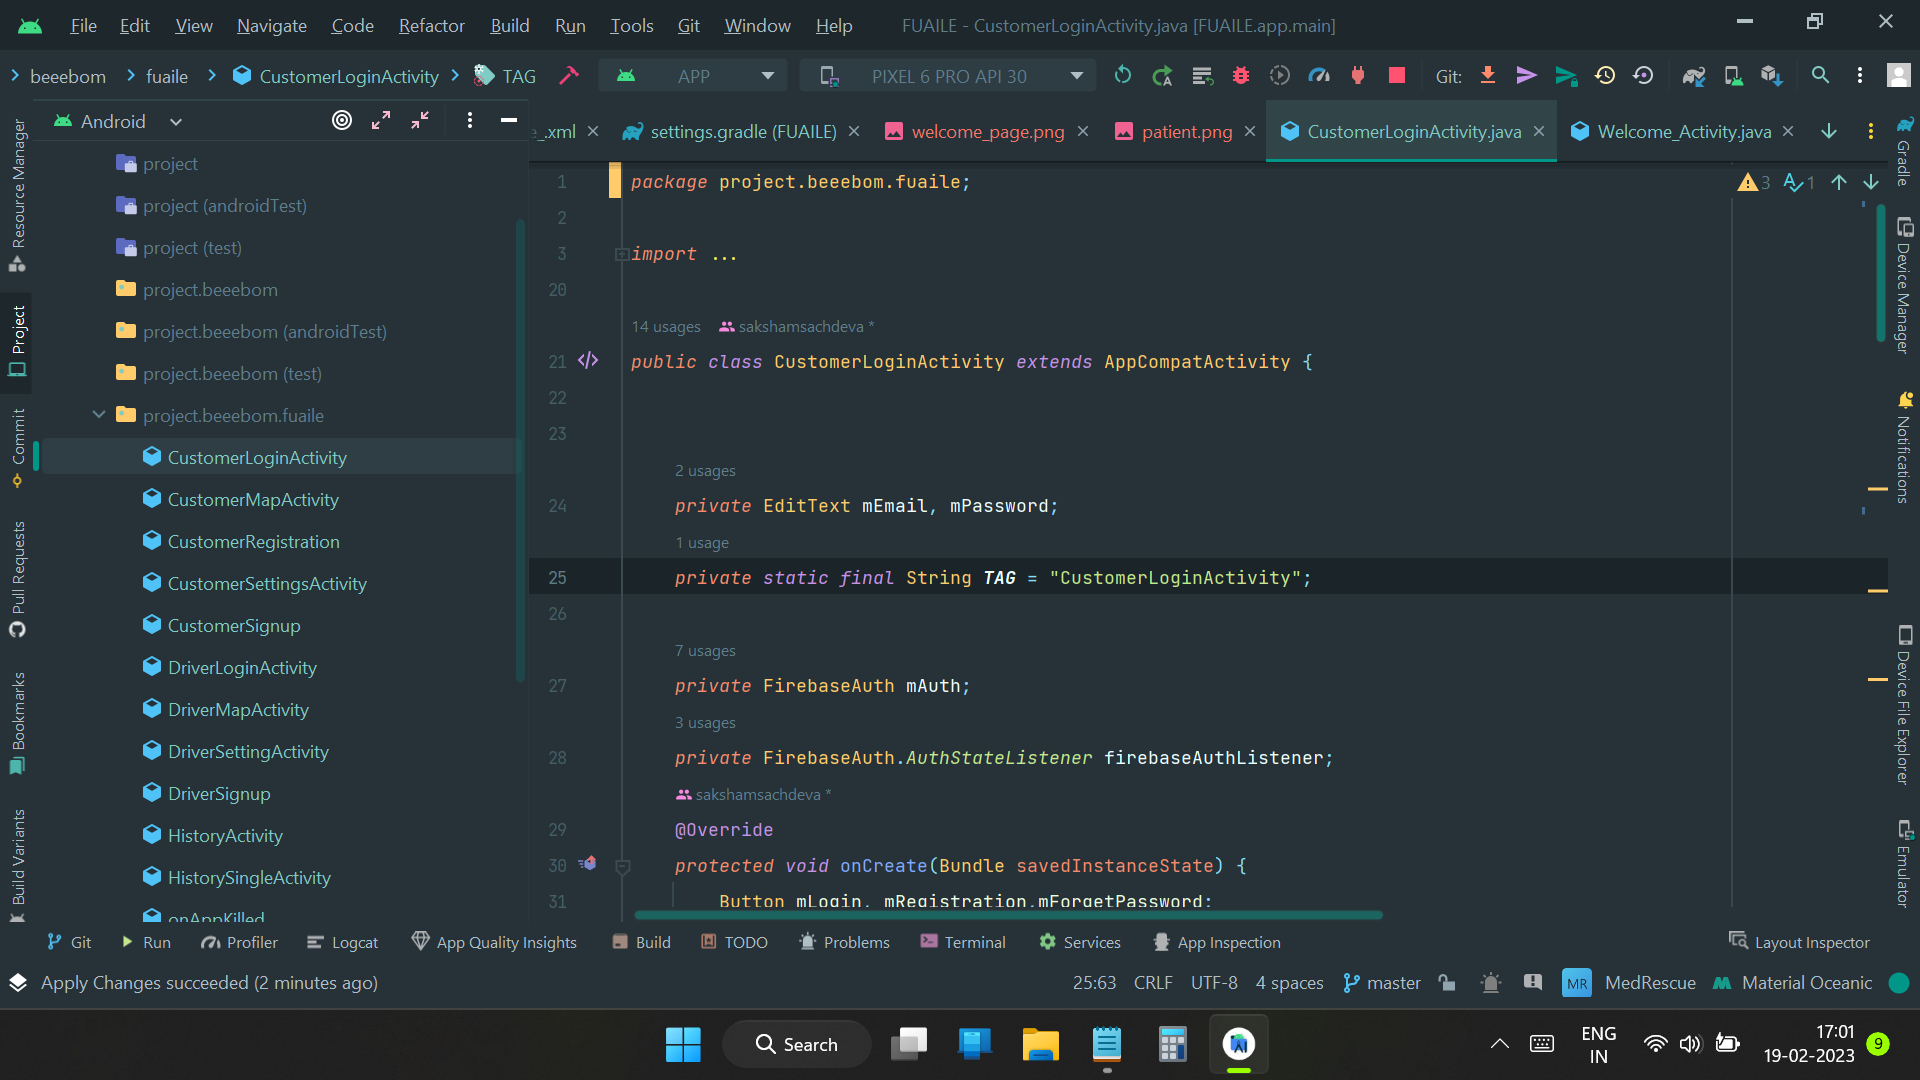 File Edit View Navigate Code Refactor Build Run Tools Git Window Help FUAILE - CustomerLoginActivity.java [FUAILE.app.main]
beeebom fuaile CustomerLoginActivity TAG APP PIXEL 6 PRO API 30 Git:
Android
.xml settings.gradle (FUAILE) welcome_page.png patient.png CustomerLoginActivity.java Welcome_Activity.java
Resource Manager
Project
Commit
Pull Requests
Bookmarks
Build Variants
project
project (androidTest)
project (test)
project.beeebom
project.beeebom (androidTest)
project.beeebom (test)
project.beeebom.fuaile
CustomerLoginActivity
CustomerMapActivity
CustomerRegistration
CustomerSettingsActivity
CustomerSignup
DriverLoginActivity
DriverMapActivity
DriverSettingActivity
DriverSignup
HistoryActivity
HistorySingleActivity
onAppKilled
1 package project.beeebom.fuaile;
3 1
2
3 import ...
20
14 usages sakshamsachdeva *
21 public class CustomerLoginActivity extends AppCompatActivity {
22
23
2 usages
24 private EditText mEmail, mPassword;
1 usage
25 private static final String TAG = "CustomerLoginActivity";
26
7 usages
27 private FirebaseAuth mAuth;
3 usages
28 private FirebaseAuth.AuthStateListener firebaseAuthListener;
sakshamsachdeva *
29 @Override
30 protected void onCreate(Bundle savedInstanceState) {
31 Button mLogin, mRegistration,mForgetPassword;
Gradle
Device Manager
Notifications
Device File Explorer
Emulator
Git Run Profiler Logcat App Quality Insights Build TODO Problems Terminal Services App Inspection Layout Inspector
Apply Changes succeeded (2 minutes ago) 25:63 CRLF UTF-8 4 spaces master MR MedRescue Material Oceanic
Search
ENG
IN
17:01
19-02-2023
9